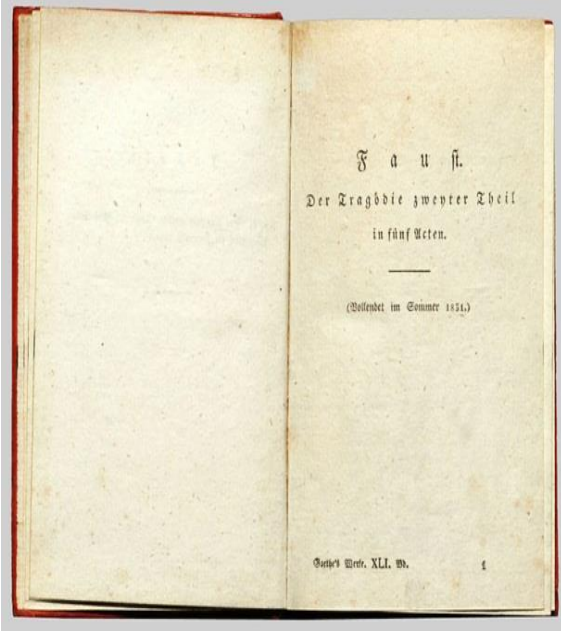 Faust.
Der Tragödie zweyter Theil
in fünf Acten.
(Vollendet im Sommer 1831.)
Goethe's Werke. XLI. Bd. 1